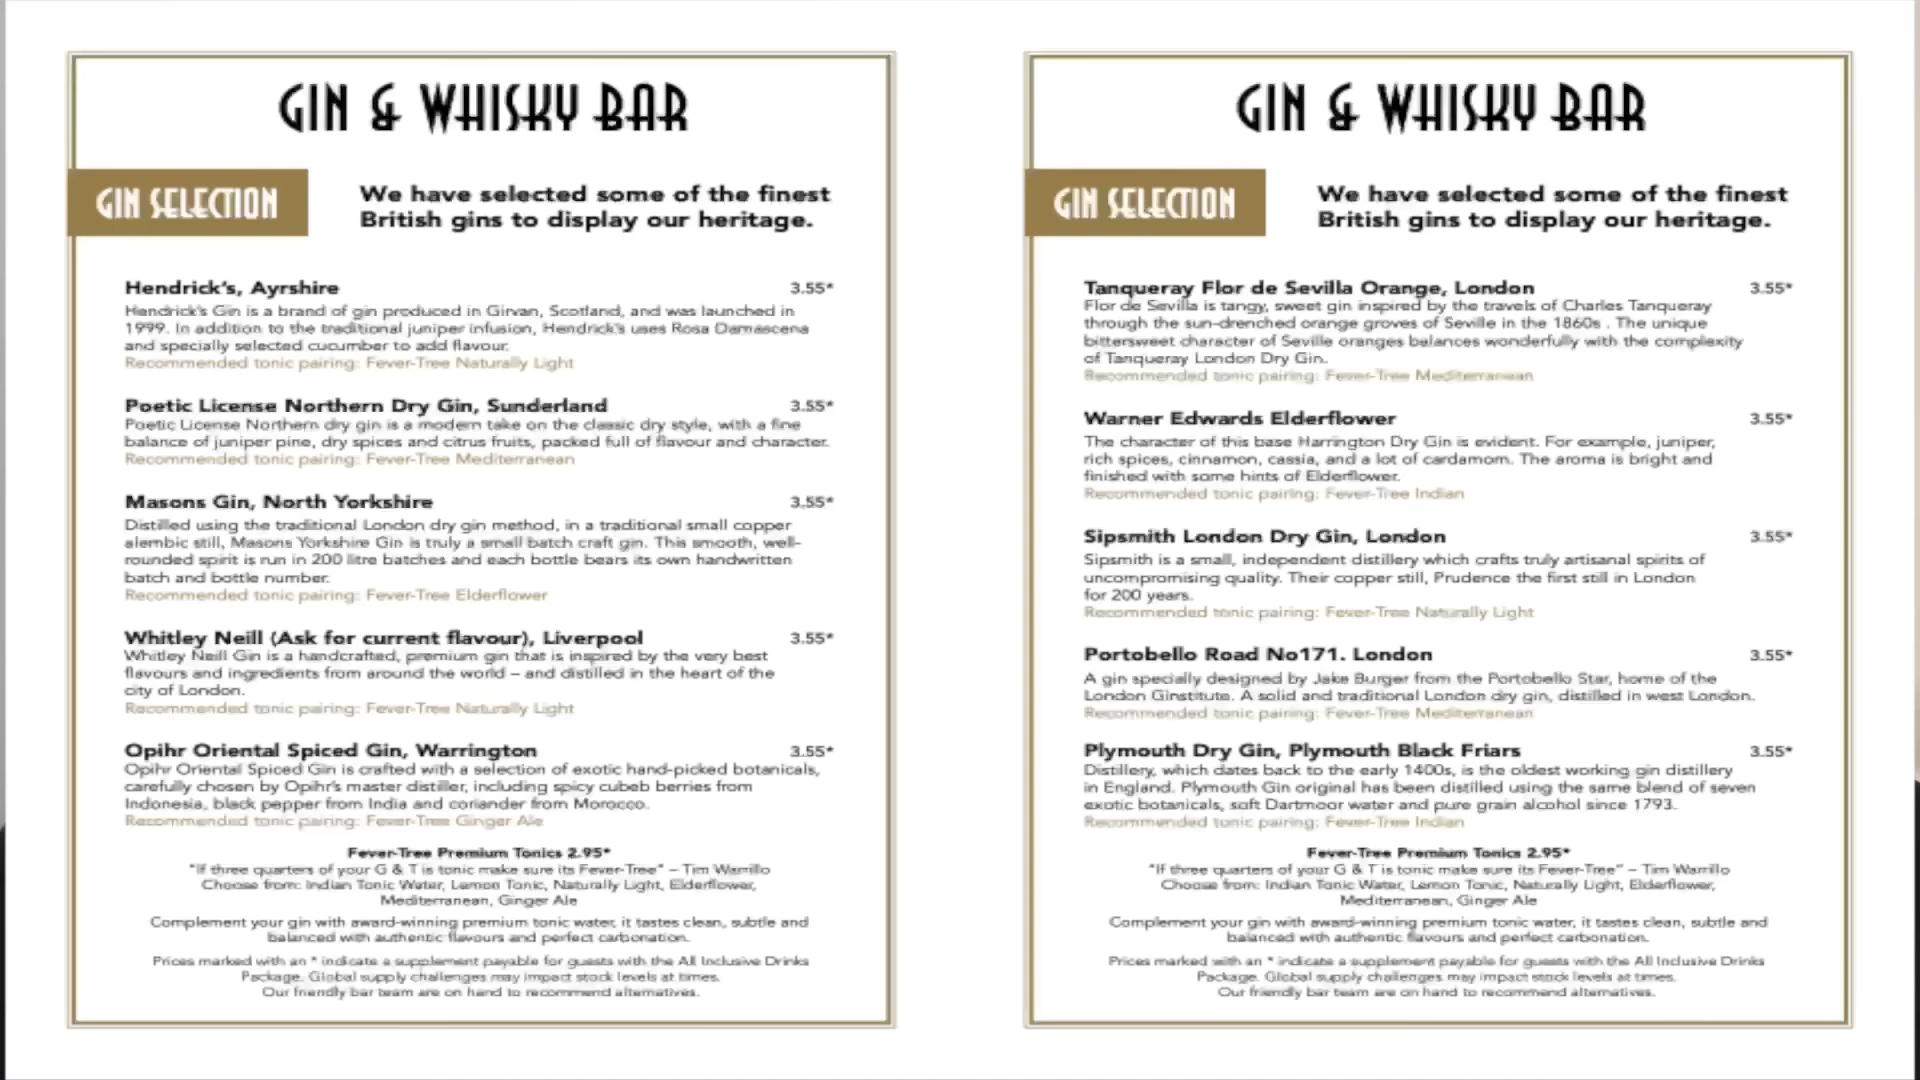 GIN & WHISKY BAR
GIN SELECTION
We have selected some of the finest
British gins to display our heritage.
Hendrick's, Ayrshire 3.55*
Hendrick's Gin is a brand of gin produced in Girvan, Scotland, and was launched in
1999. In addition to the traditional juniper infusion, Hendrick's uses Rosa Damascena
and specially selected cucumber to add flavour.
Recommended tonic pairing: Fever-Tree Naturally Light
Poetic License Northern Dry Gin, Sunderland 3.55*
Poetic License Northern dry gin is a modern take on the classic dry style, with a fine
balance of juniper pine, dry spices and citrus fruits, packed full of flavour and character.
Recommended tonic pairing: Fever-Tree Mediterranean
Masons Gin, North Yorkshire 3.55*
Distilled using the traditional London dry gin method, in a traditional small copper
alembic still, Masons Yorkshire Gin is truly a small batch craft gin. This smooth, well-
rounded spirit is run in 200 litre batches and each bottle bears its own handwritten
batch and bottle number.
Recommended tonic pairing: Fever-Tree Elderflower
Whitley Neill (Ask for current flavour), Liverpool 3.55*
Whitley Neill Gin is a handcrafted, premium gin that is inspired by the very best
flavours and ingredients from around the world – and distilled in the heart of the
city of London.
Recommended tonic pairing: Fever-Tree Naturally Light
Opihr Oriental Spiced Gin, Warrington 3.55*
Opihr Oriental Spiced Gin is crafted with a selection of exotic hand-picked botanicals,
carefully chosen by Opihr's master distiller, including spicy cubeb berries from
Indonesia, black pepper from India and coriander from Morocco.
Recommended tonic pairing: Fever-Tree Ginger Ale
Fever-Tree Premium Tonics 2.95*
"If three quarters of your G & T is tonic make sure its Fever-Tree" – Tim Warrillo
Choose from: Indian Tonic Water, Lemon Tonic, Naturally Light, Elderflower,
Mediterranean, Ginger Ale
Complement your gin with award-winning premium tonic water, it tastes clean, subtle and
balanced with authentic flavours and perfect carbonation.
Prices marked with an * indicate a supplement payable for guests with the All Inclusive Drinks
Package. Global supply challenges may impact stock levels at times.
Our friendly bar team are on hand to recommend alternatives.
GIN & WHISKY BAR
GIN SELECTION
We have selected some of the finest
British gins to display our heritage.
Tanqueray Flor de Sevilla Orange, London 3.55*
Flor de Sevilla is tangy, sweet gin inspired by the travels of Charles Tanqueray
through the sun-drenched orange groves of Seville in the 1860s . The unique
bittersweet character of Seville oranges balances wonderfully with the complexity
of Tanqueray London Dry Gin.
Recommended tonic pairing: Fever-Tree Mediterranean
Warner Edwards Elderflower 3.55*
The character of this base Harrington Dry Gin is evident. For example, juniper,
rich spices, cinnamon, cassia, and a lot of cardamom. The aroma is bright and
finished with some hints of Elderflower.
Recommended tonic pairing: Fever-Tree Indian
Sipsmith London Dry Gin, London 3.55*
Sipsmith is a small, independent distillery which crafts truly artisanal spirits of
uncompromising quality. Their copper still, Prudence the first still in London
for 200 years.
Recommended tonic pairing: Fever-Tree Naturally Light
Portobello Road No171. London 3.55*
A gin specially designed by Jake Burger from the Portobello Star, home of the
London Ginstitute. A solid and traditional London dry gin, distilled in west London.
Recommended tonic pairing: Fever-Tree Mediterranean
Plymouth Dry Gin, Plymouth Black Friars 3.55*
Distillery, which dates back to the early 1400s, is the oldest working gin distillery
in England. Plymouth Gin original has been distilled using the same blend of seven
exotic botanicals, soft Dartmoor water and pure grain alcohol since 1793.
Recommended tonic pairing: Fever-Tree Indian
Fever-Tree Premium Tonics 2.95*
"If three quarters of your G & T is tonic make sure its Fever-Tree" – Tim Warrillo
Choose from: Indian Tonic Water, Lemon Tonic, Naturally Light, Elderflower,
Mediterranean, Ginger Ale
Complement your gin with award-winning premium tonic water, it tastes clean, subtle and
balanced with authentic flavours and perfect carbonation.
Prices marked with an * indicate a supplement payable for guests with the All Inclusive Drinks
Package. Global supply challenges may impact stock levels at times.
Our friendly bar team are on hand to recommend alternatives.